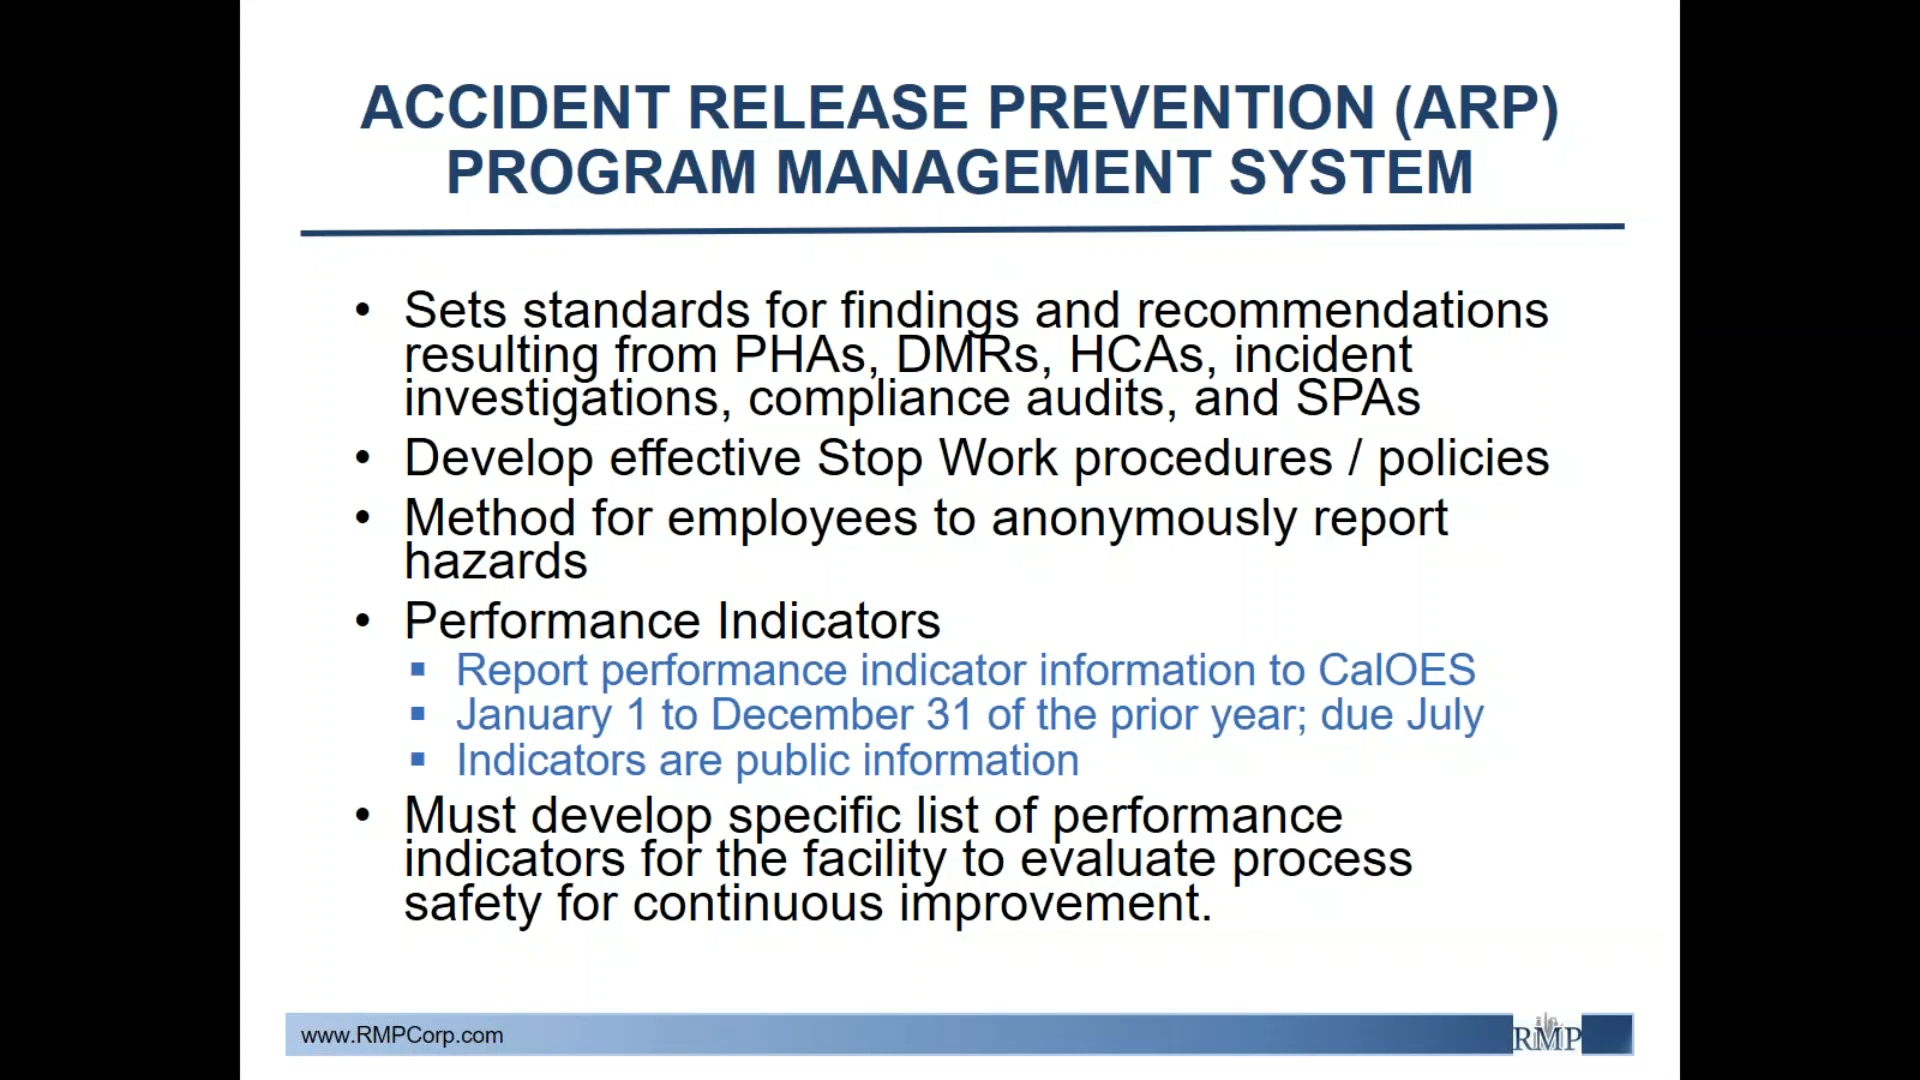 ACCIDENT RELEASE PREVENTION (ARP)
PROGRAM MANAGEMENT SYSTEM
• Sets standards for findings and recommendations
resulting from PHAs, DMRs, HCAs, incident
investigations, compliance audits, and SPAs
• Develop effective Stop Work procedures / policies
• Method for employees to anonymously report
hazards
• Performance Indicators
▪ Report performance indicator information to CalOES
▪ January 1 to December 31 of the prior year; due July
▪ Indicators are public information
• Must develop specific list of performance
indicators for the facility to evaluate process
safety for continuous improvement.
www.RMPCorp.com
RMP